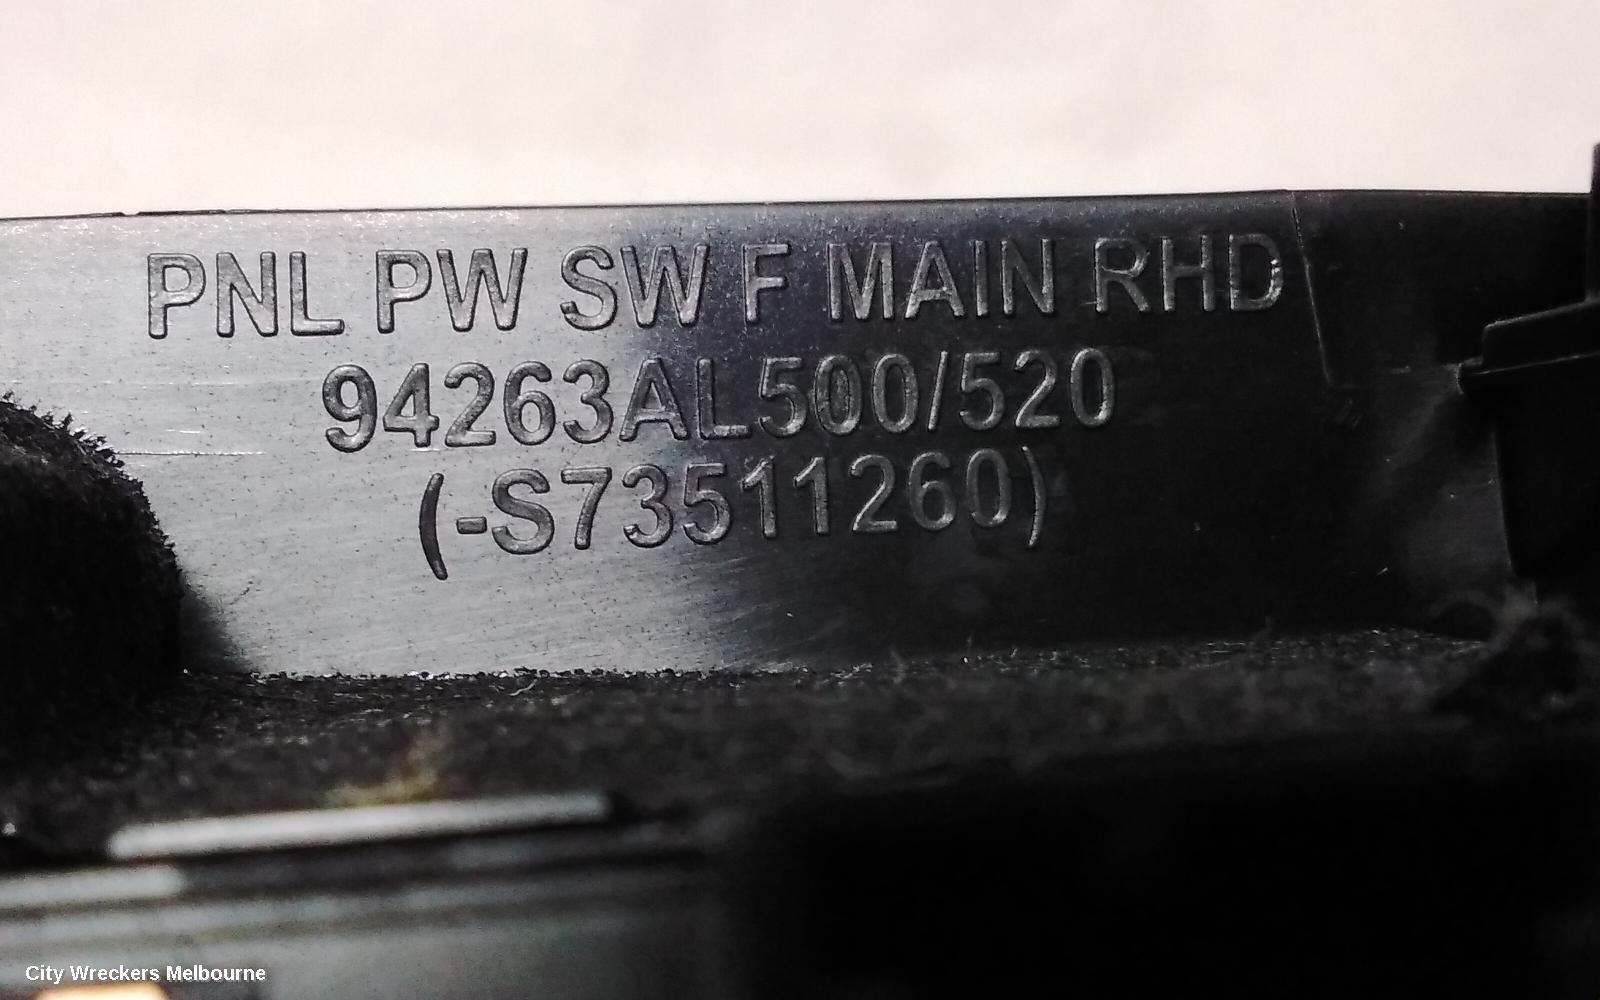 PNL PW SW F MAIN RHD
94263AL500/520
(-S73511260)
City Wreckers Melbourne